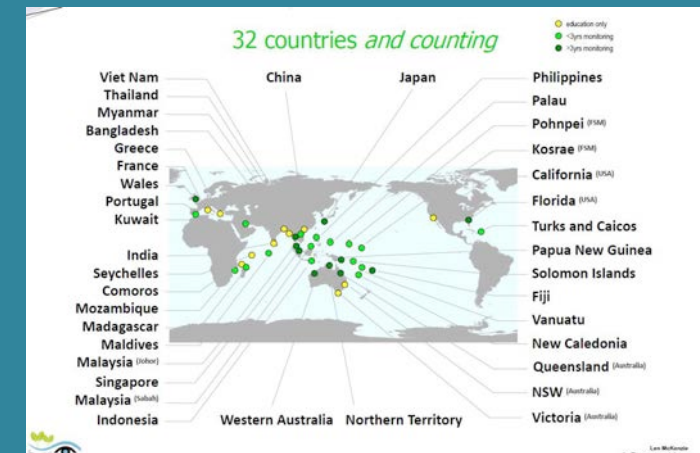 32 countries and counting
education only
<3yrs monitoring
>3yrs monitoring
Viet Nam
Thailand
Myanmar
Bangladesh
Greece
France
Wales
Portugal
Kuwait
India
Seychelles
Comoros
Mozambique
Madagascar
Maldives
Malaysia (Johor)
Singapore
Malaysia (Sabah)
Indonesia
China
Japan
Philippines
Palau
Pohnpei (FSM)
Kosrae (FSM)
California (USA)
Florida (USA)
Turks and Caicos
Papua New Guinea
Solomon Islands
Fiji
Vanuatu
New Caledonia
Queensland (Australia)
NSW (Australia)
Victoria (Australia)
Western Australia
Northern Territory
Len McKenzie